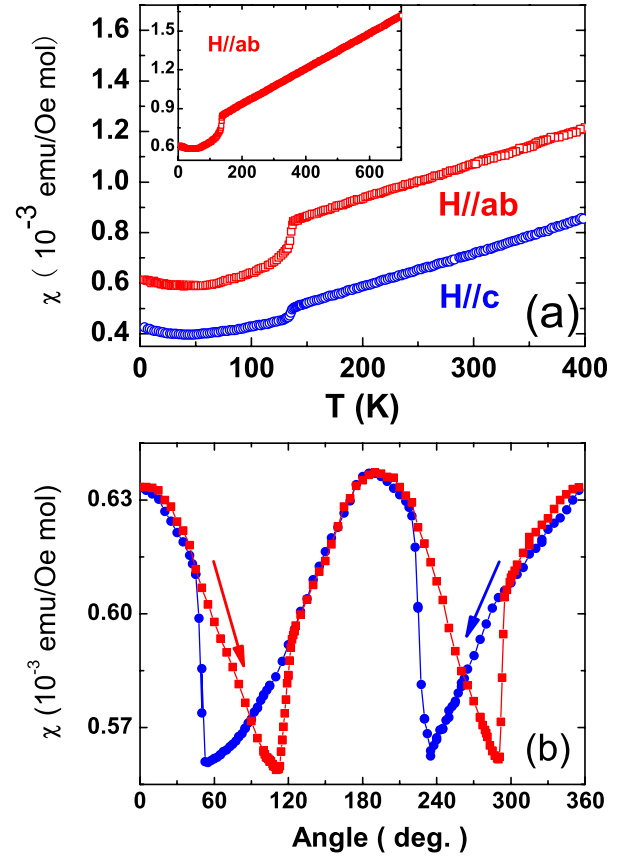 χ ( 10⁻³ emu/Oe mol)
1.6
1.4
1.2
1.0
0.8
0.6
0.4
1.5
1.2
0.9
0.6
H//ab
0 200 400 600
H//ab
H//c
(a)
0 100 200 300 400
T (K)
χ (10⁻³ emu/Oe mol)
0.63
0.60
0.57
(b)
0 60 120 180 240 300 360
Angle ( deg. )